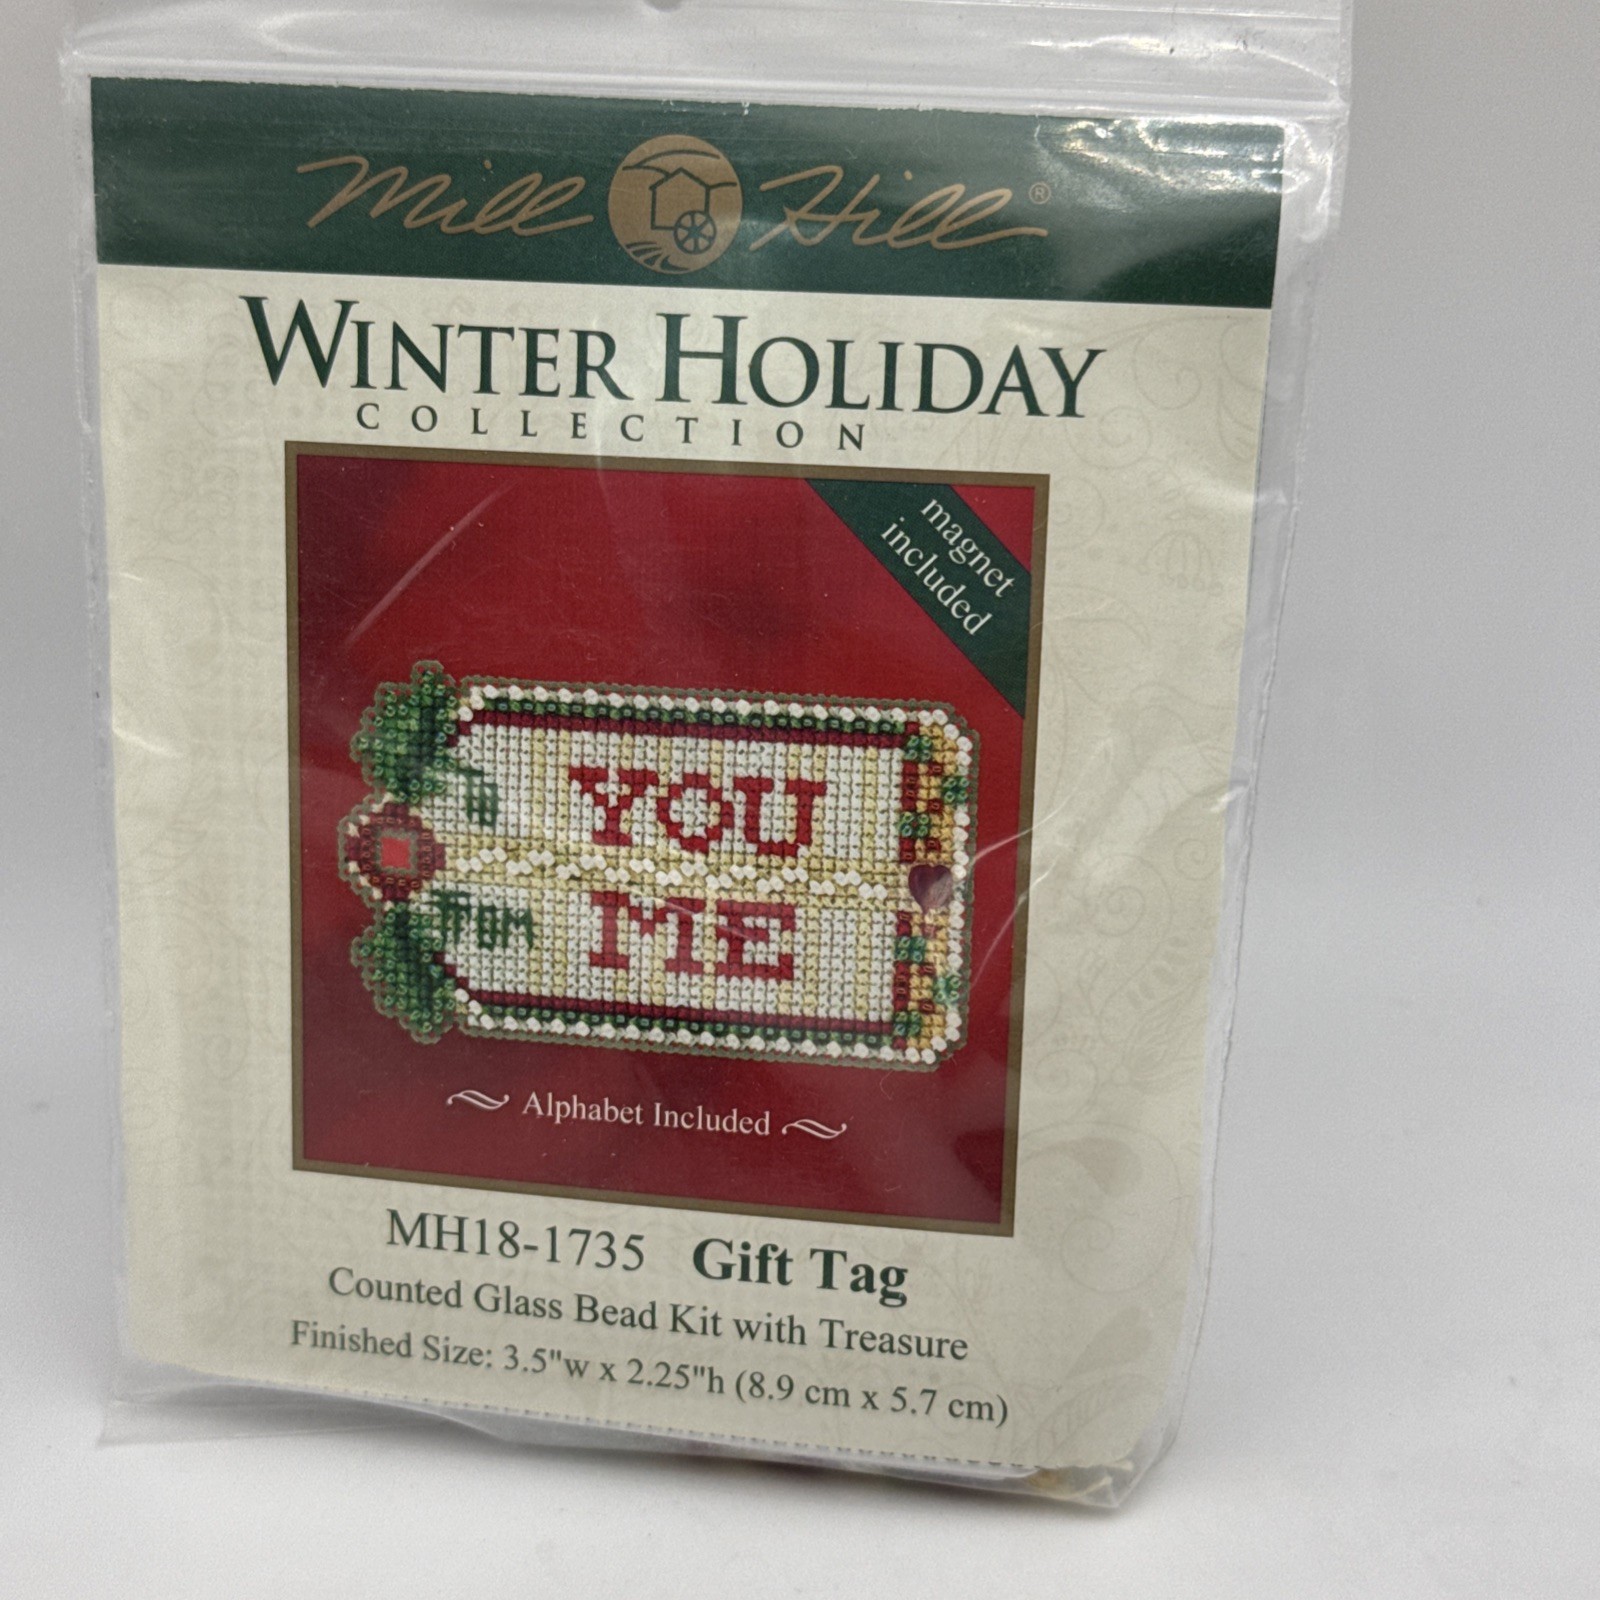 Mill Hill®
WINTER HOLIDAY
COLLECTION
magnet
included
TO
YOU
FROM
ME
Alphabet Included
MH18-1735 Gift Tag
Counted Glass Bead Kit with Treasure
Finished Size: 3.5"w x 2.25"h (8.9 cm x 5.7 cm)